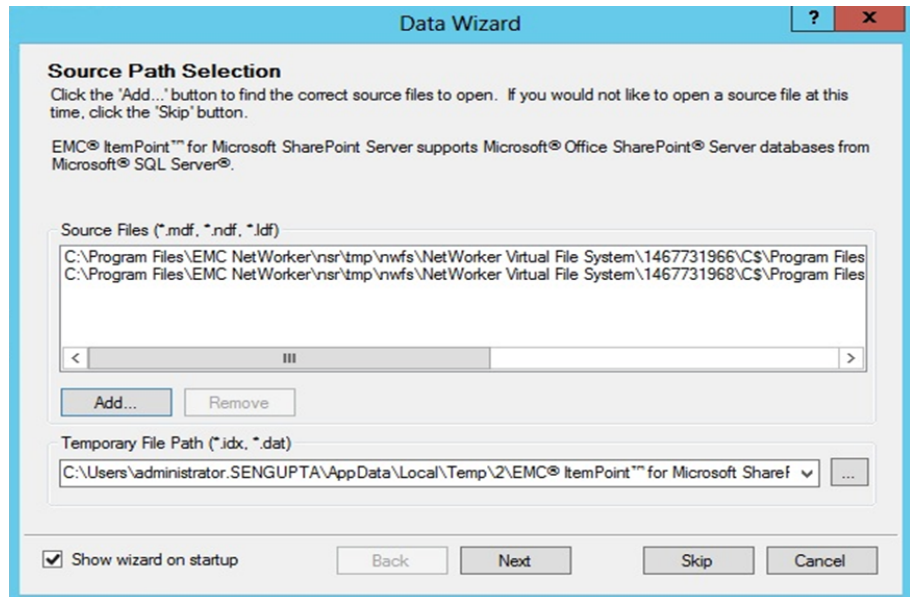 Data Wizard
?
x
Source Path Selection
Click the 'Add...' button to find the correct source files to open. If you would not like to open a source file at this
time, click the 'Skip' button.
EMC® ItemPoint™ for Microsoft SharePoint Server supports Microsoft® Office SharePoint® Server databases from
Microsoft® SQL Server®.
Source Files (*.mdf, *.ndf, *.ldf)
C:\Program Files\EMC NetWorker\nsr\tmp\nwfs\NetWorker Virtual File System\1467731966\C$\Program Files
C:\Program Files\EMC NetWorker\nsr\tmp\nwfs\NetWorker Virtual File System\1467731968\C$\Program Files
Add...
Remove
Temporary File Path (*.idx, *.dat)
C:\Users\administrator.SENGUPTA\AppData\Local\Temp\2\EMC® ItemPoint™ for Microsoft ShareP
...
Show wizard on startup
Back
Next
Skip
Cancel